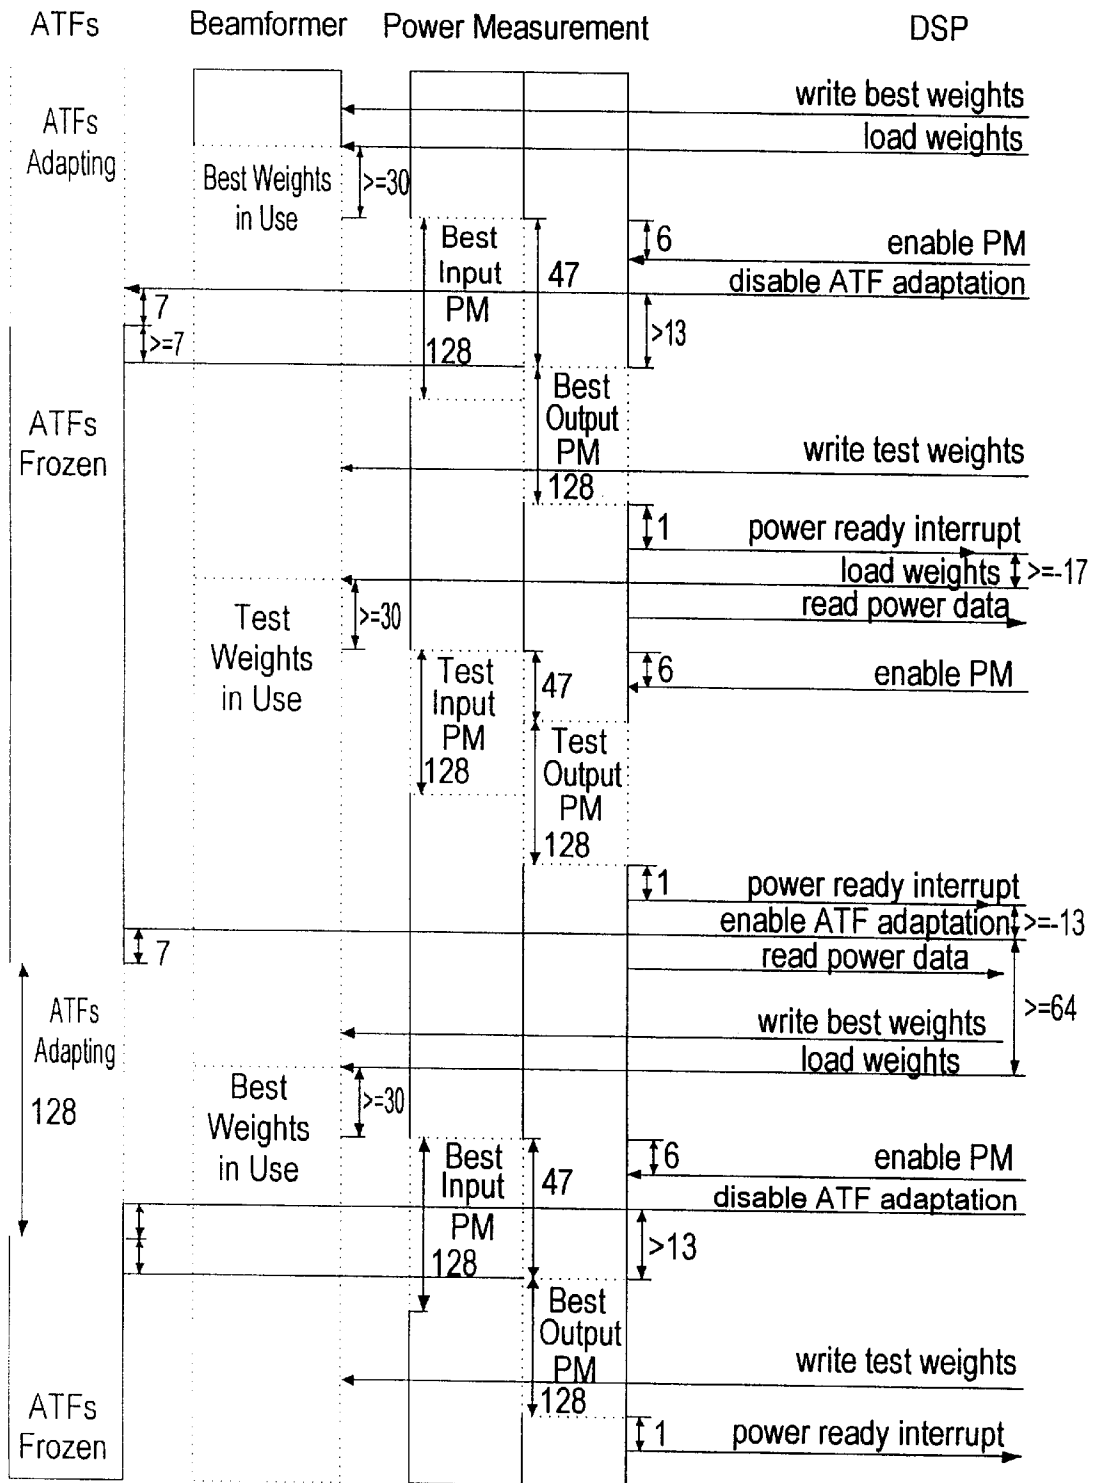 ATFs Beamformer Power Measurement DSP
write best weights
ATFs
Adapting
load weights
Best Weights
in Use
>=30
Best
Input
PM
128
47
6
enable PM
disable ATF adaptation
7
>=7
>13
ATFs
Frozen
Best
Output
PM
128
write test weights
1
power ready interrupt
load weights
>=-17
read power data
Test
Weights
in Use
>=30
Test
Input
PM
128
47
6
enable PM
Test
Output
PM
128
1
power ready interrupt
enable ATF adaptation
>=-13
7
read power data
>=64
ATFs
Adapting
128
write best weights
load weights
Best
Weights
in Use
>=30
Best
Input
PM
128
47
6
enable PM
disable ATF adaptation
>13
Best
Output
PM
128
write test weights
ATFs
Frozen
1
power ready interrupt